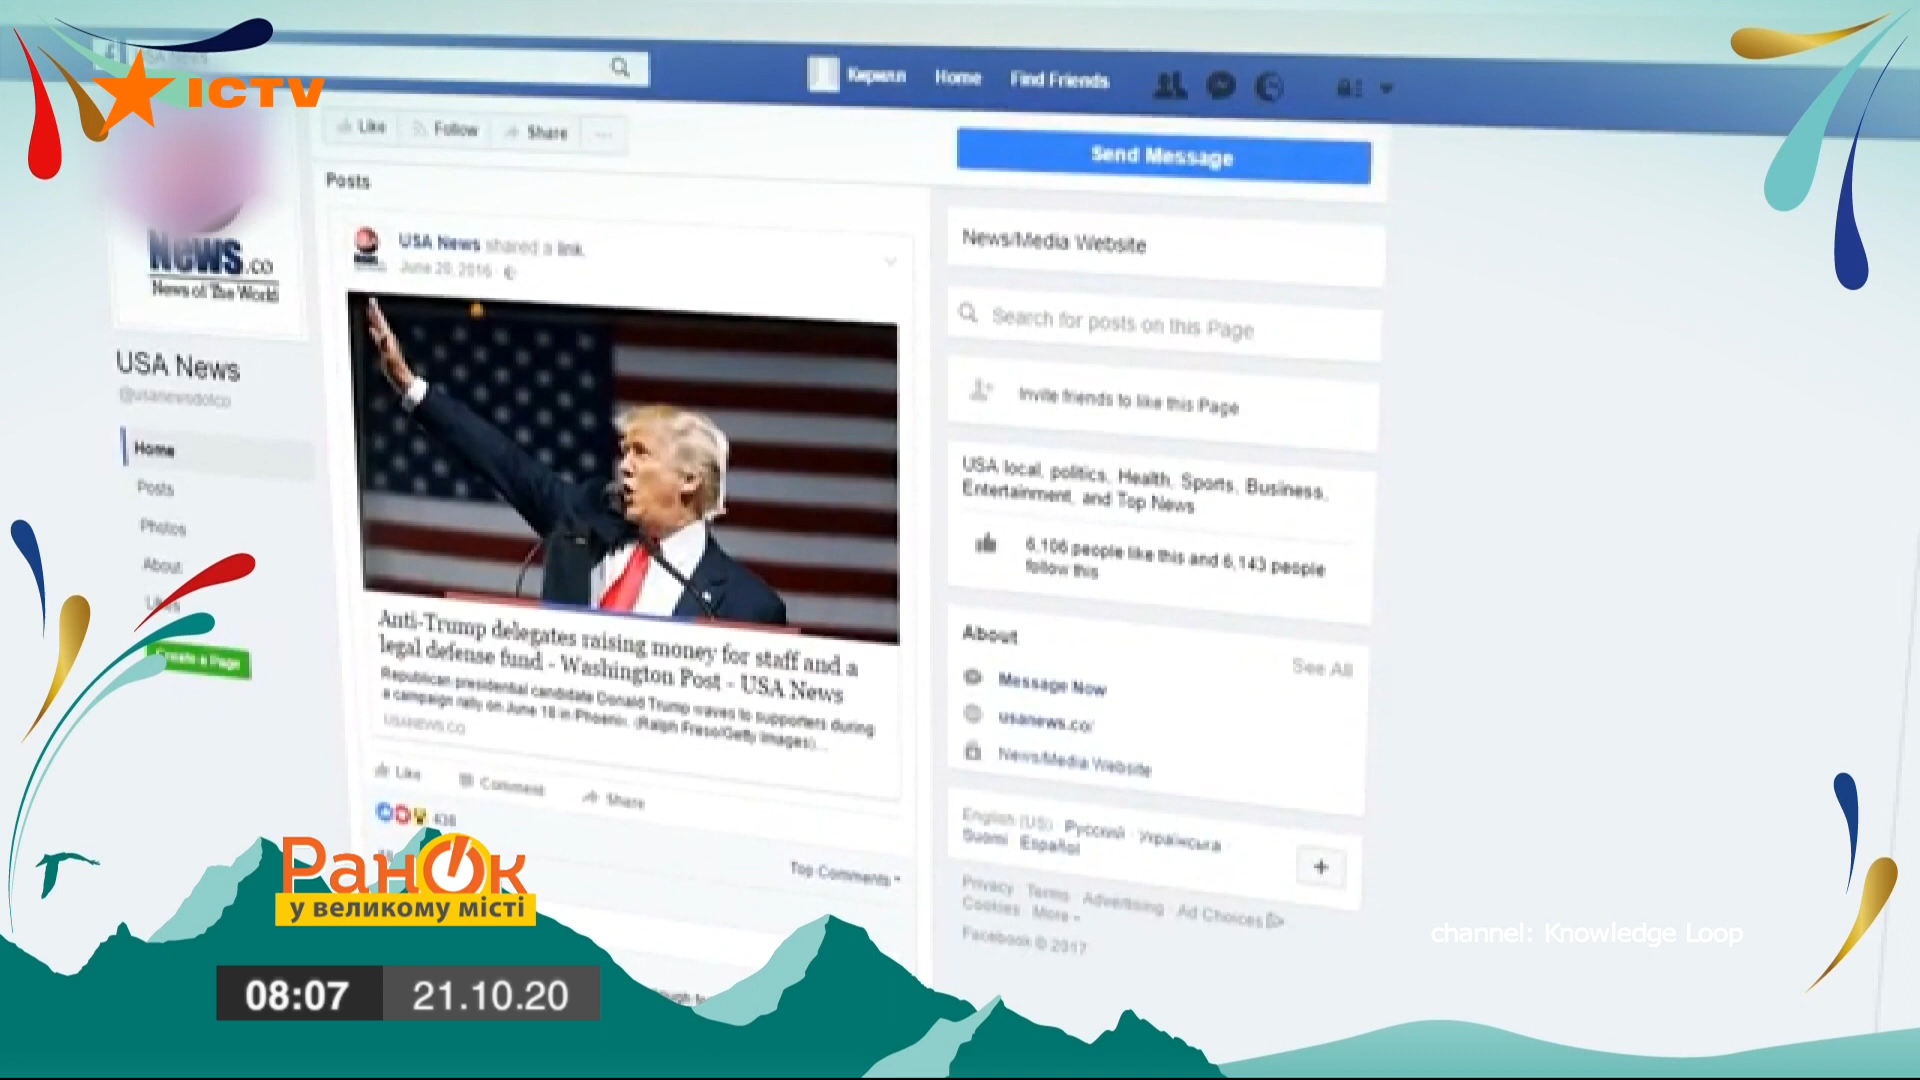 ICTV
Кирилл
Home
Find Friends
Like
Follow
Share
Send Message
Posts
News.co
News of The World
USA News shared a link.
June 20, 2016
News/Media Website
Search for posts on this Page
USA News
@usanewsdotco
Invite friends to like this Page
Home
Posts
Photos
About
Likes
Create a Page
USA local, politics, Health, Sports, Business,
Entertainment, and Top News
6,106 people like this and 6,143 people
follow this
Anti-Trump delegates raising money for staff and a
legal defense fund - Washington Post - USA News
Republican presidential candidate Donald Trump waves to supporters during
a campaign rally on June 18 in Phoenix. (Ralph Freso/Getty Images)...
USANEWS.CO
About
See All
Message Now
usanews.co/
News/Media Website
Like
Comment
Share
Top Comments
English (US) · Русский · Українська ·
Suomi · Español
Privacy · Terms · Advertising · Ad Choices
Cookies · More
Facebook © 2017
Ранок
у великому місті
08:07
21.10.20
channel: Knowledge Loop